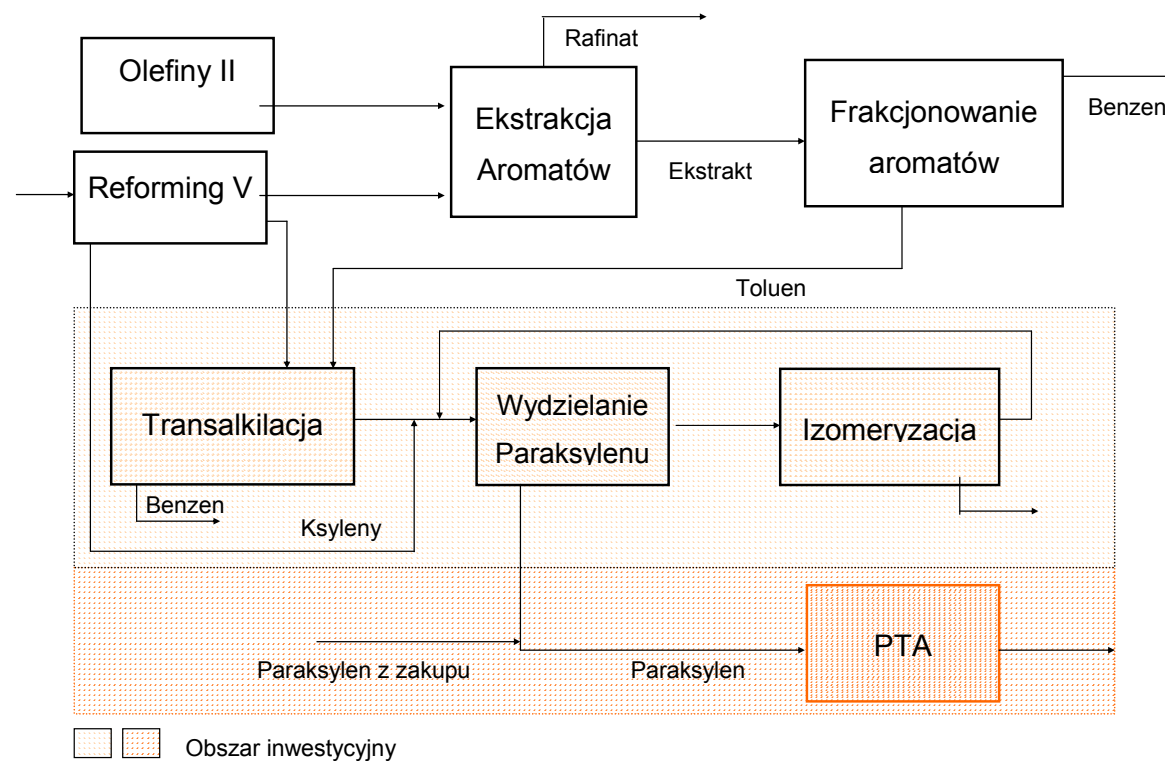 Rafinat
Olefiny II
Ekstrakcja
Aromatów
Frakcjonowanie
aromatów
Benzen
Ekstrakt
Reforming V
Toluen
Transalkilacja
Wydzielanie
Paraksylenu
Izomeryzacja
Benzen
Ksyleny
PTA
Paraksylen z zakupu
Paraksylen
Obszar inwestycyjny